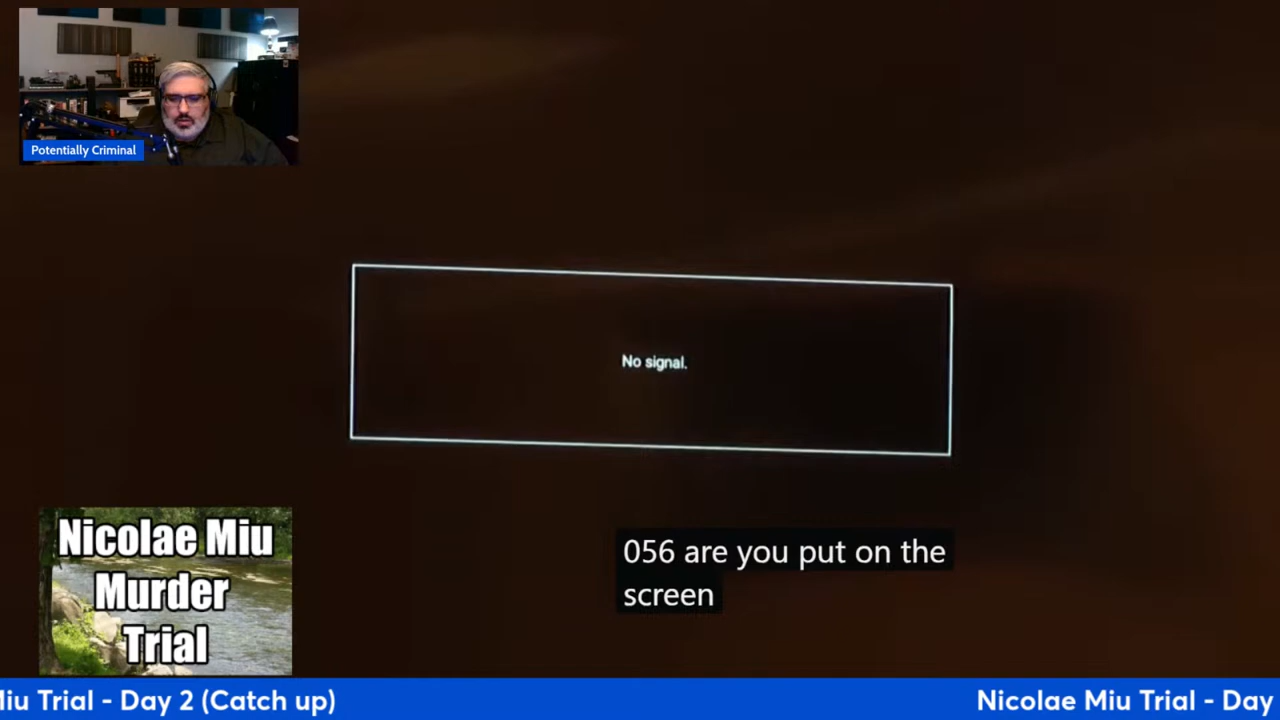 Potentially Criminal
No signal.
056 are you put on the
screen
Nicolae Miu
Murder
Trial
Miu Trial - Day 2 (Catch up)
Nicolae Miu Trial - Day